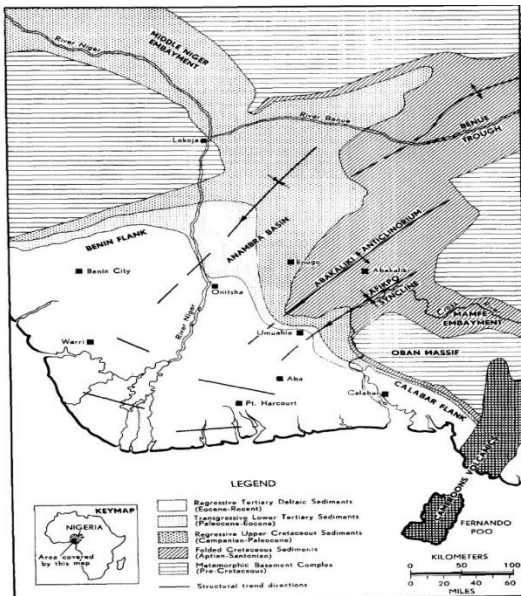 MIDDLE NIGER
EMBAYMENT
River Niger
River Benue
BENUE
TROUGH
Lokoja
BENIN FLANK
ANAMBRA BASIN
ABAKALIKI ANTICLINORIUM
Enugu
Abakaliki
AFIKPO
SYNCLINE
Benin City
Onitsha
River Niger
MAMFE
EMBAYMENT
Umuahia
OBAN MASSIF
Warri
Aba
CALABAR FLANK
Calabar
Pt. Harcourt
CAMEROONS VOLCANICS
FERNANDO
POO
LEGEND
KEYMAP
NIGERIA
Area covered
by this map
Regressive Tertiary Deltaic Sediments
(Eocene-Recent)
Transgressive Lower Tertiary Sediments
(Paleocene-Eocene)
Regressive Upper Cretaceous Sediments
(Campanian-Paleocene)
Folded Cretaceous Sediments
(Aptian-Santonian)
Metamorphic Basement Complex
(Pre-Cretaceous)
Structural trend directions
KILOMETERS
0 100
0 60
MILES